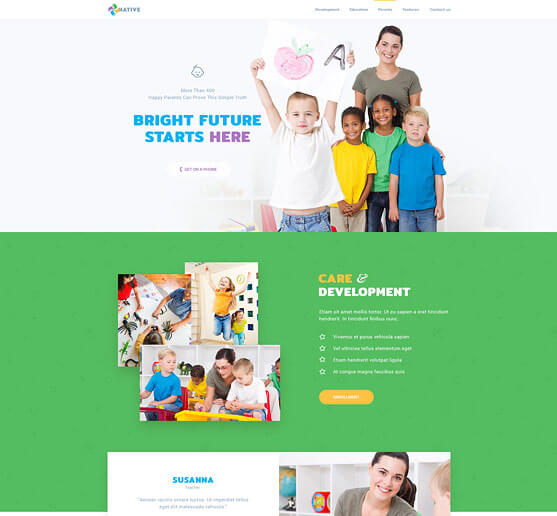 NATIVE
Development Education Parents Features Contact us
A
More Than 400
Happy Parents Can Prove This Simple Truth
BRIGHT FUTURE
STARTS HERE
GET ON A PHONE
CARE &
DEVELOPMENT
Etiam sit amet mollis tortor. Ut eu sapien a erat tincidunt
hendrerit. In tincidunt finibus nunc.
Vivamus et purus vehicula sapien
Vel ultricies tellus elementum eget
Etiam hendrerit volutpat ligula
At congue maecenas faucibus quis
ENROLLMENT
SUSANNA
Teacher
"Aenean iaculis ornare luctus. Ut imperdiet tellus
eget elit malesuada vehicula."